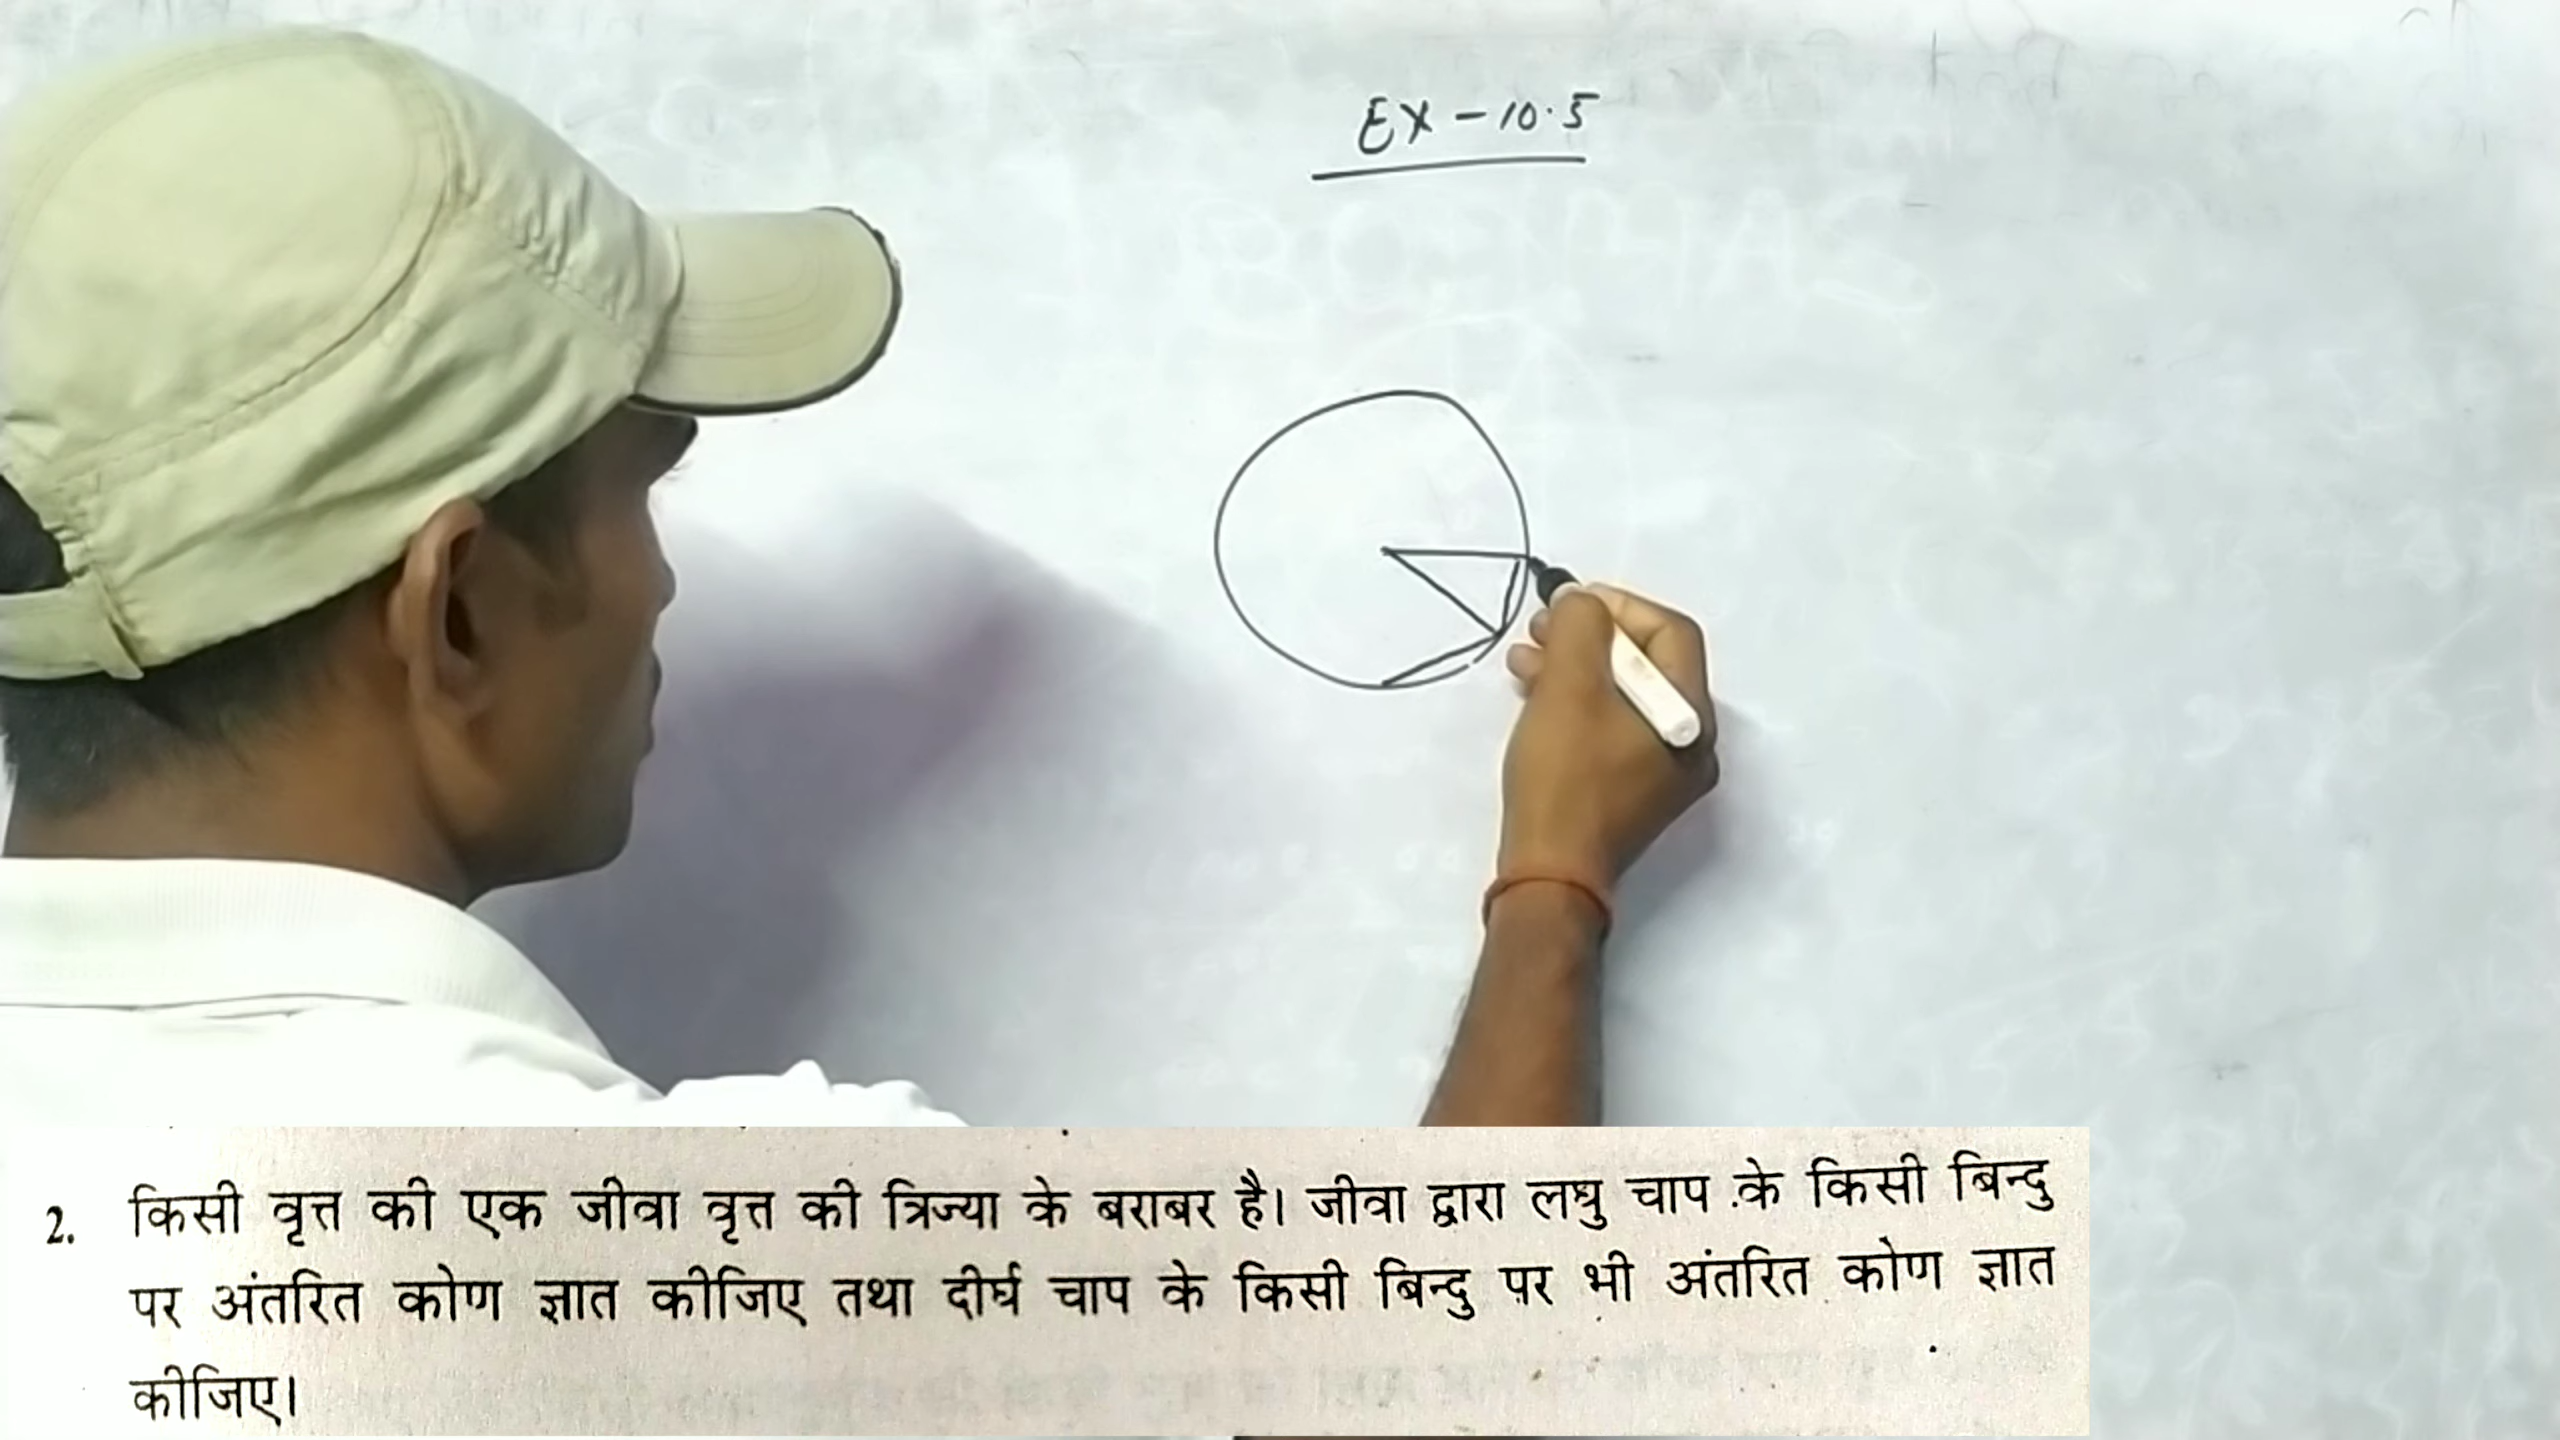 EX - 10.5
2. किसी वृत्त की एक जीवा वृत्त की त्रिज्या के बराबर है। जीवा द्वारा लघु चाप के किसी बिन्दु
पर अंतरित कोण ज्ञात कीजिए तथा दीर्घ चाप के किसी बिन्दु पर भी अंतरित कोण ज्ञात
कीजिए।